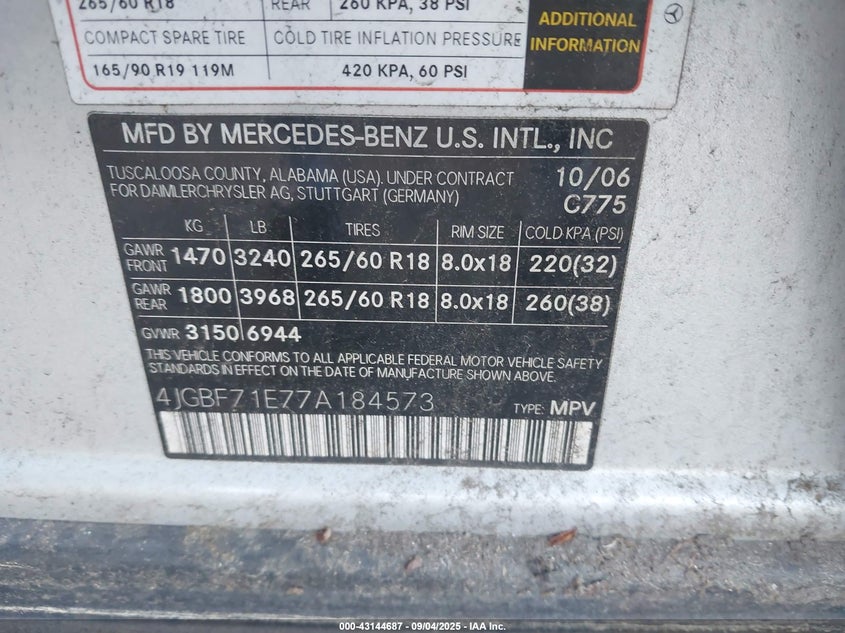 265/60 R18 REAR 260 KPA, 38 PSI
COMPACT SPARE TIRE COLD TIRE INFLATION PRESSURE
165/90 R19 119M 420 KPA, 60 PSI
ADDITIONAL
INFORMATION
MFD BY MERCEDES-BENZ U.S. INTL., INC
TUSCALOOSA COUNTY, ALABAMA (USA). UNDER CONTRACT 10/06
FOR DAIMLERCHRYSLER AG, STUTTGART (GERMANY) C775
KG LB TIRES RIM SIZE COLD KPA (PSI)
GAWR FRONT 1470 3240 265/60 R18 8.0x18 220(32)
GAWR REAR 1800 3968 265/60 R18 8.0x18 260(38)
GVWR 3150 6944
THIS VEHICLE CONFORMS TO ALL APPLICABLE FEDERAL MOTOR VEHICLE SAFETY
STANDARDS IN EFFECT ON THE DATE OF MANUFACTURE SHOWN ABOVE.
4JGBF71E77A184573 TYPE: MPV
000-43144687 - 09/04/2025 - IAA Inc.